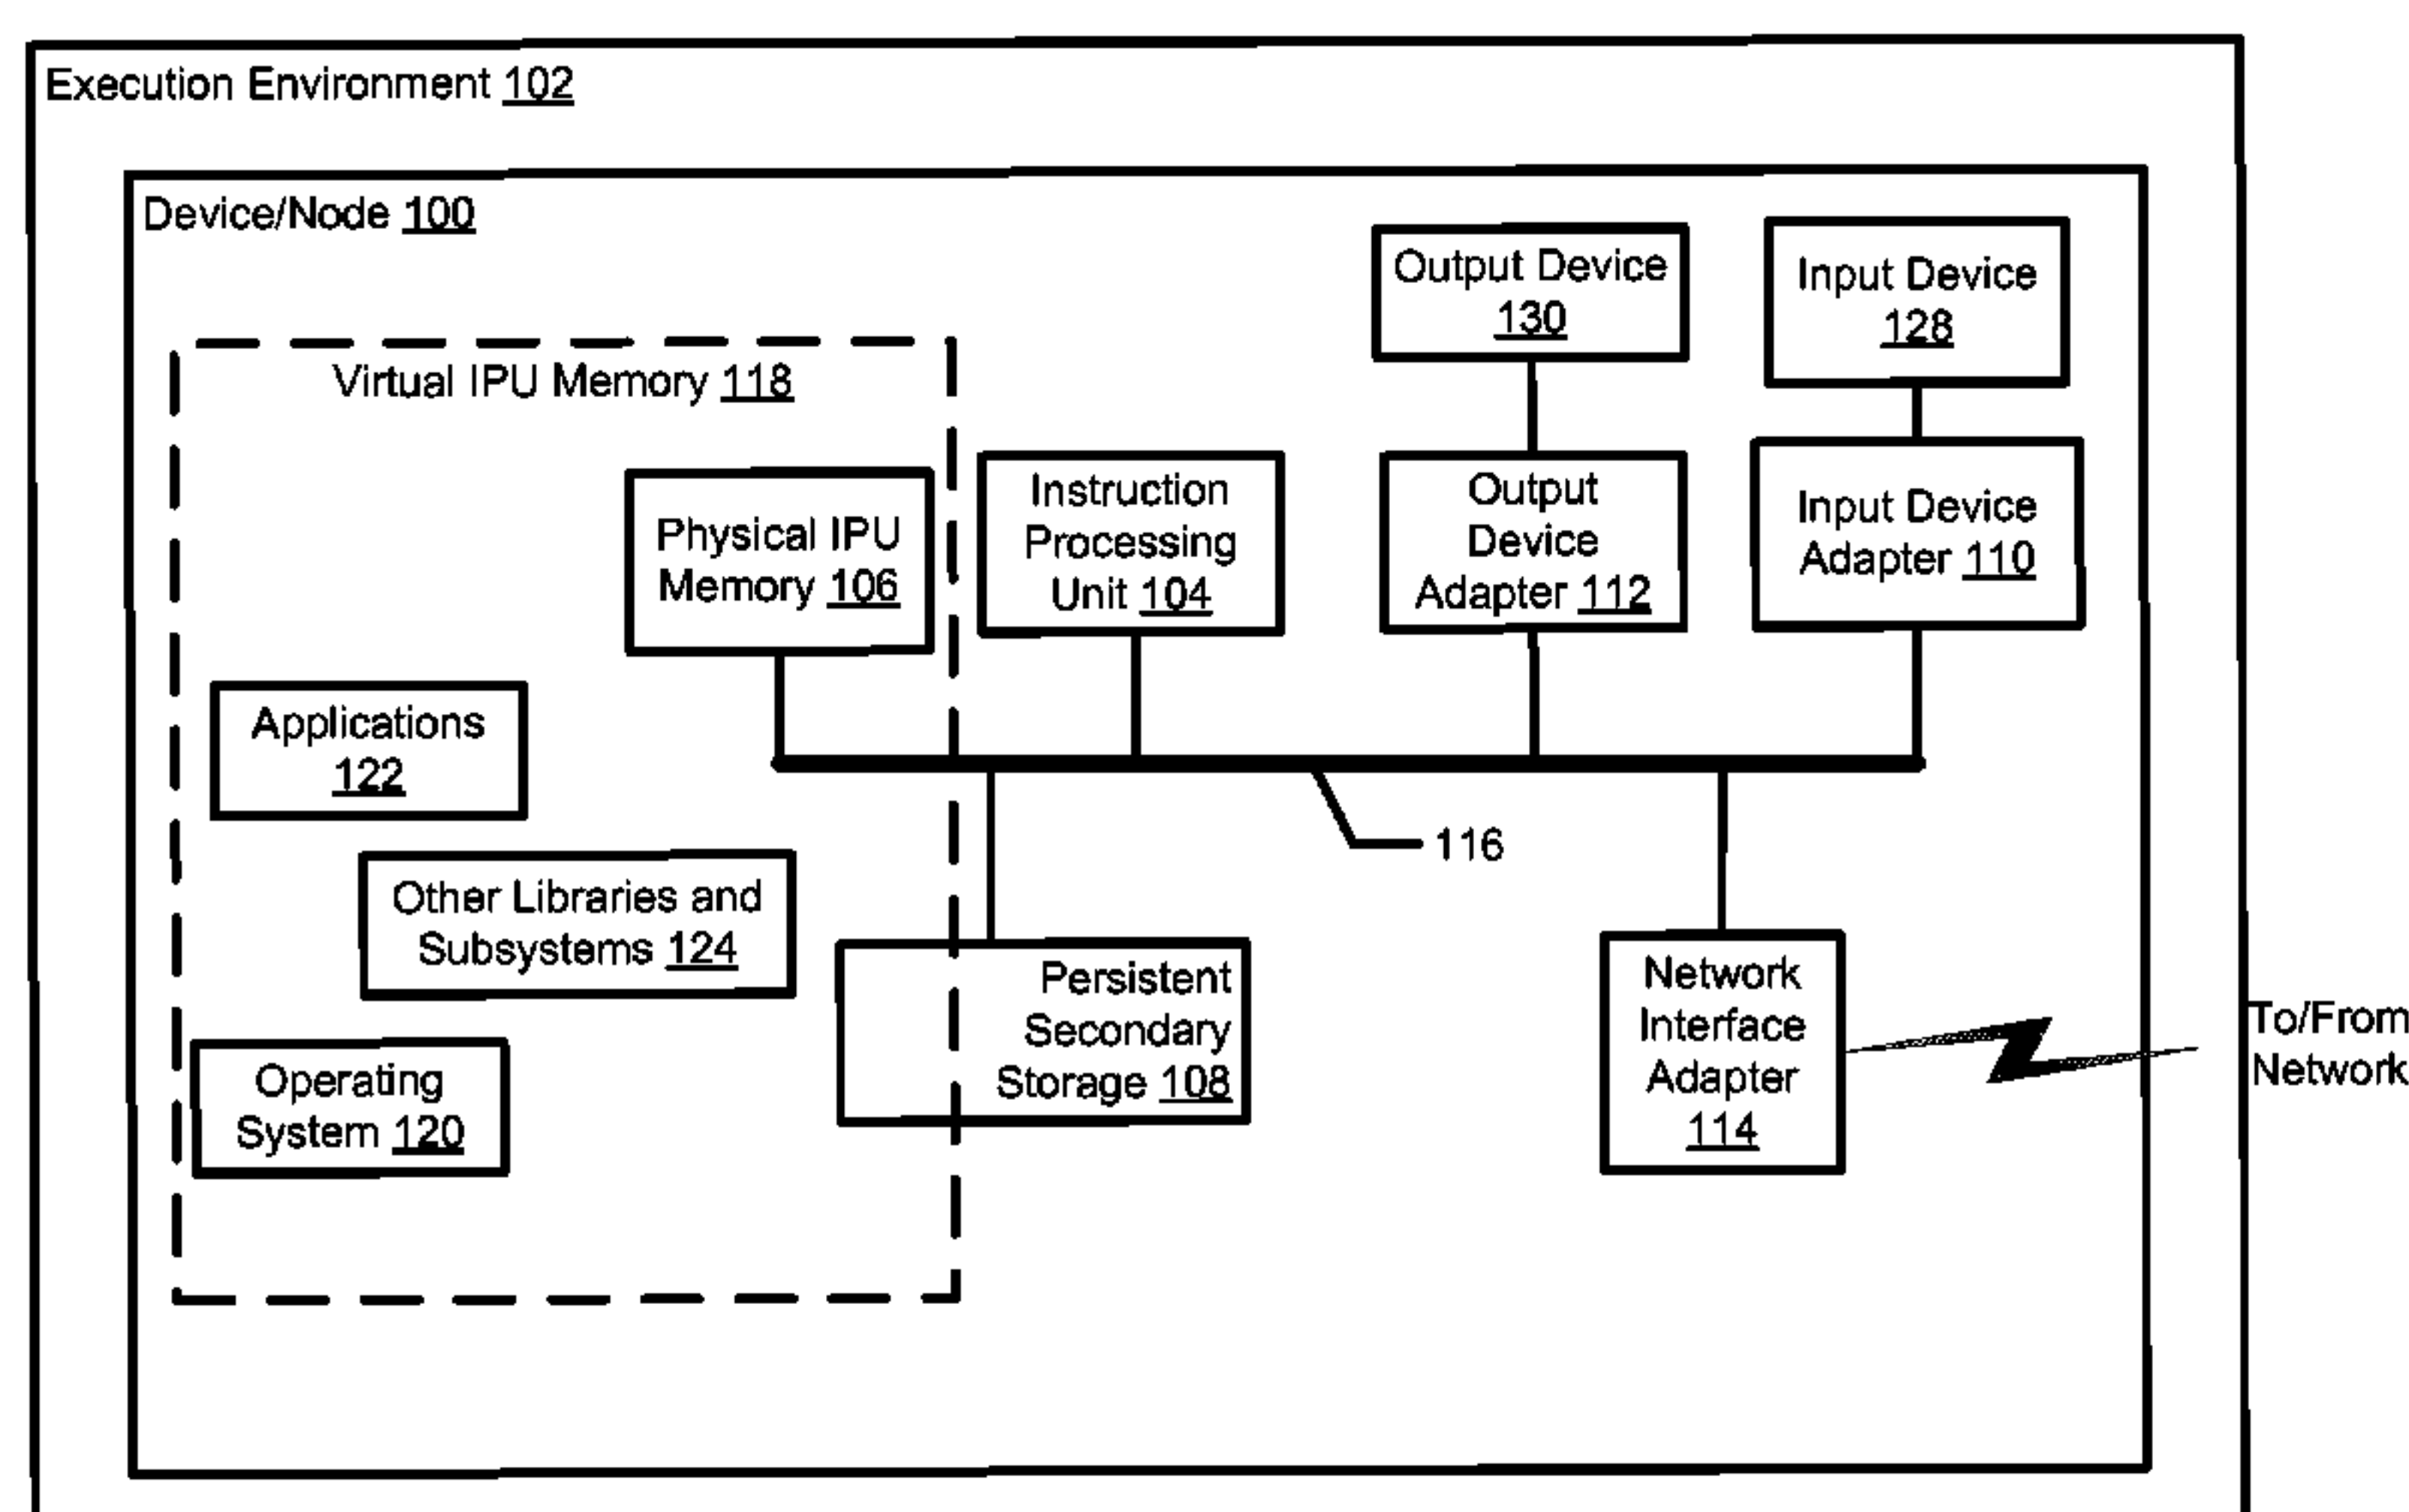 Execution Environment 102
Device/Node 100
Output Device
130
Input Device
128
Virtual IPU Memory 118
Physical IPU
Memory 106
Instruction
Processing
Unit 104
Output
Device
Adapter 112
Input Device
Adapter 110
Applications
122
116
Other Libraries and
Subsystems 124
Persistent
Secondary
Storage 108
Network
Interface
Adapter
114
To/From
Network
Operating
System 120